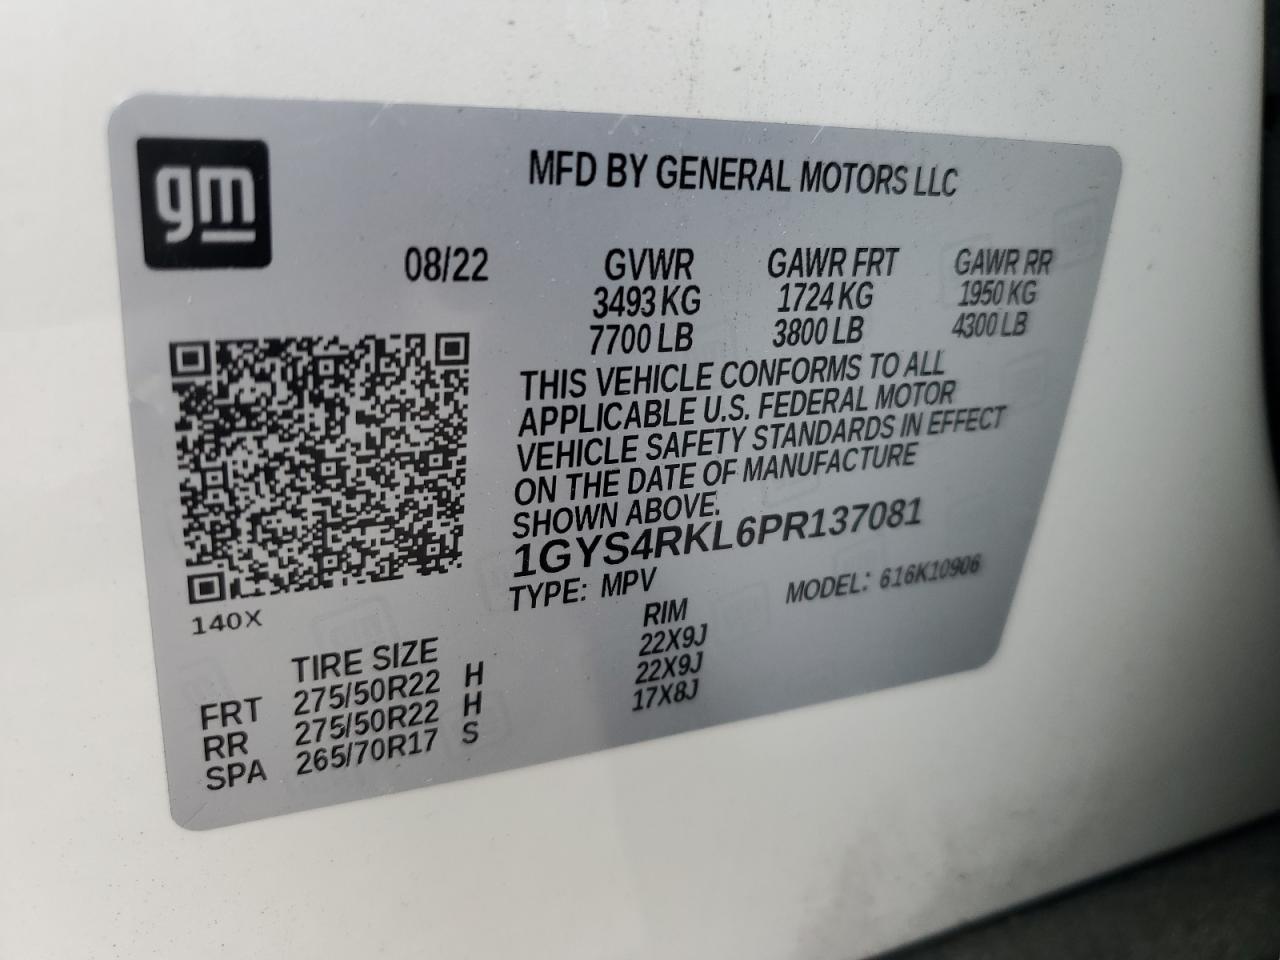 gm
MFD BY GENERAL MOTORS LLC
08/22 GVWR GAWR FRT GAWR RR
3493 KG 1724 KG 1950 KG
7700 LB 3800 LB 4300 LB
THIS VEHICLE CONFORMS TO ALL
APPLICABLE U.S. FEDERAL MOTOR
VEHICLE SAFETY STANDARDS IN EFFECT
ON THE DATE OF MANUFACTURE
SHOWN ABOVE.
1GYS4RKL6PR137081
TYPE: MPV MODEL: 616K10906
140X
TIRE SIZE RIM
FRT 275/50R22 H 22X9J
RR 275/50R22 H 22X9J
SPA 265/70R17 S 17X8J